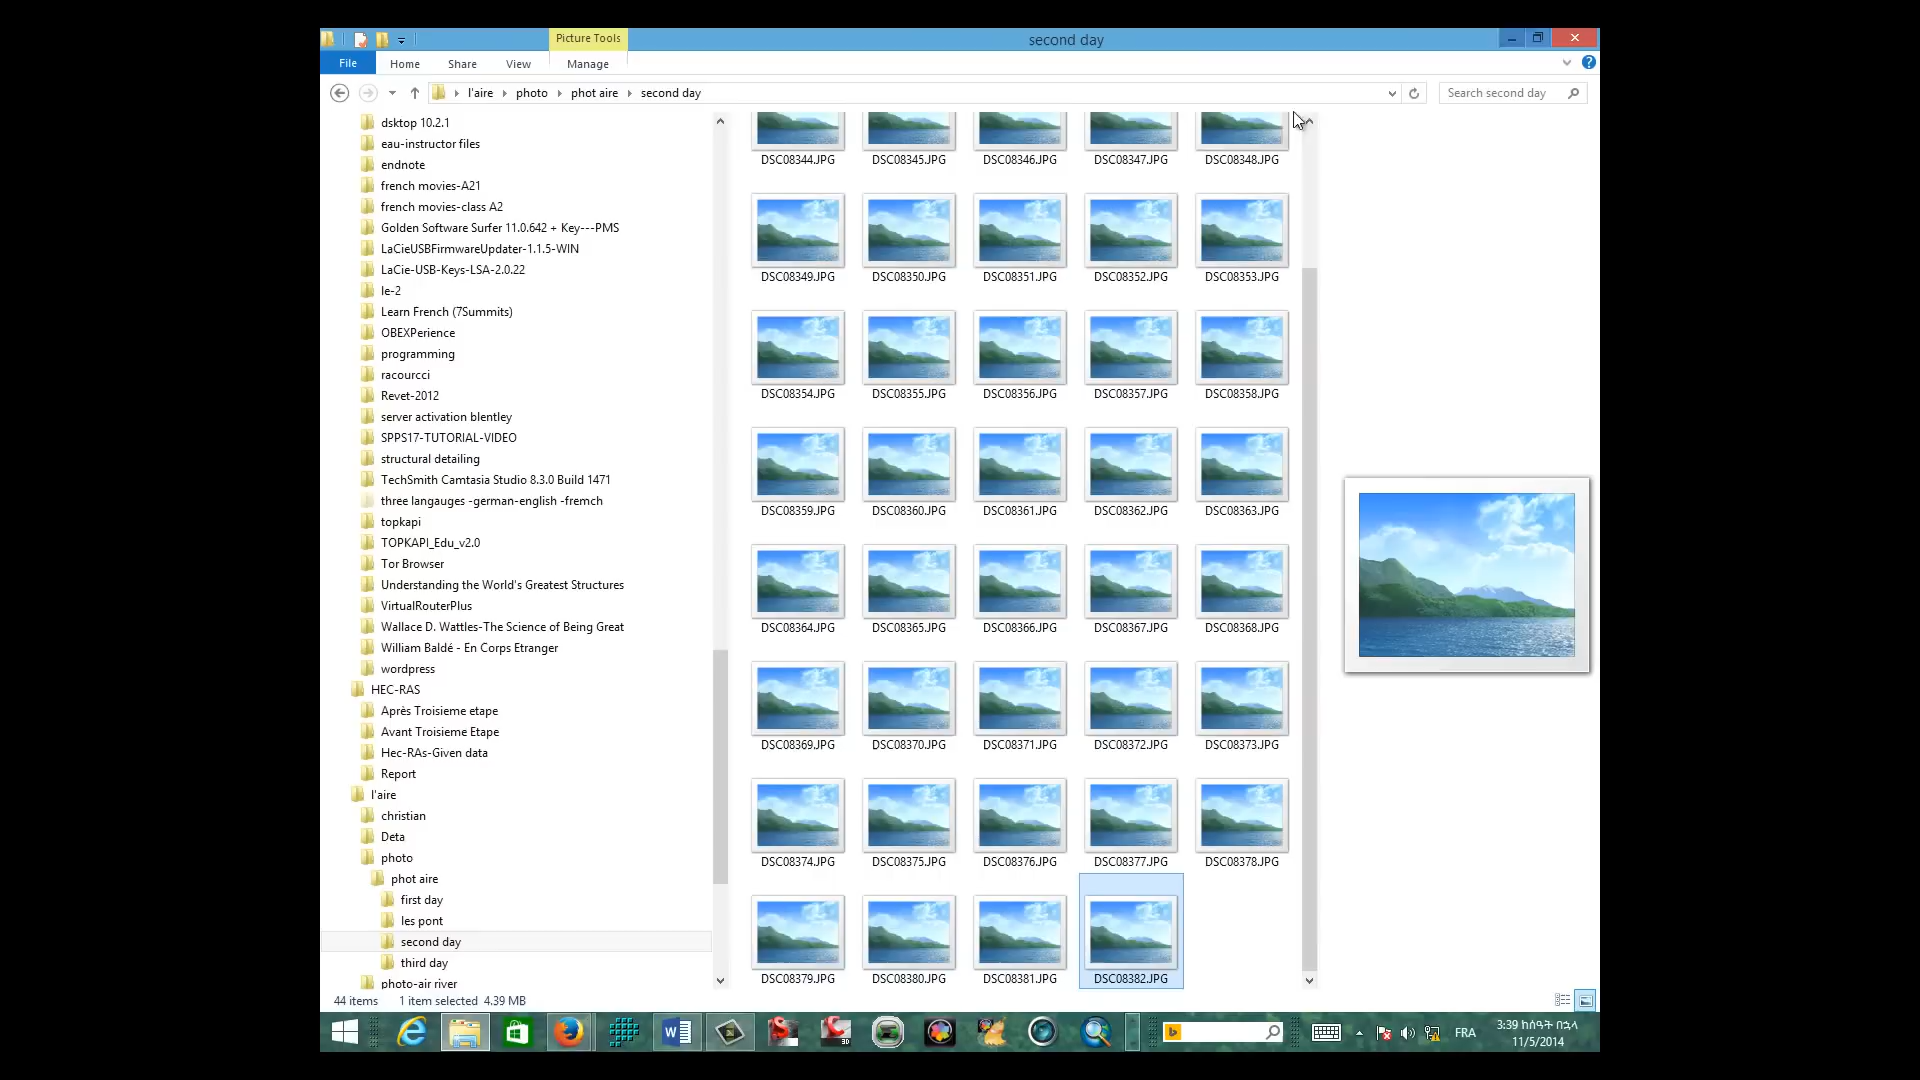 Picture Tools
second day
File
Home
Share
View
Manage
l'aire
photo
phot aire
second day
Search second day
dsktop 10.2.1
eau-instructor files
endnote
french movies-A21
french movies-class A2
Golden Software Surfer 11.0.642 + Key---PMS
LaCieUSBFirmwareUpdater-1.1.5-WIN
LaCie-USB-Keys-LSA-2.0.22
le-2
Learn French (7Summits)
OBEXPerience
programming
racourcci
Revet-2012
server activation blentley
SPPS17-TUTORIAL-VIDEO
structural detailing
TechSmith Camtasia Studio 8.3.0 Build 1471
three langauges -german-english -fremch
topkapi
TOPKAPI_Edu_v2.0
Tor Browser
Understanding the World's Greatest Structures
VirtualRouterPlus
Wallace D. Wattles-The Science of Being Great
William Baldé - En Corps Etranger
wordpress
HEC-RAS
Après Troisieme etape
Avant Troisieme Etape
Hec-RAs-Given data
Report
l'aire
christian
Deta
photo
phot aire
first day
les pont
second day
third day
photo-air river
DSC08344.JPG DSC08345.JPG DSC08346.JPG DSC08347.JPG DSC08348.JPG
DSC08349.JPG DSC08350.JPG DSC08351.JPG DSC08352.JPG DSC08353.JPG
DSC08354.JPG DSC08355.JPG DSC08356.JPG DSC08357.JPG DSC08358.JPG
DSC08359.JPG DSC08360.JPG DSC08361.JPG DSC08362.JPG DSC08363.JPG
DSC08364.JPG DSC08365.JPG DSC08366.JPG DSC08367.JPG DSC08368.JPG
DSC08369.JPG DSC08370.JPG DSC08371.JPG DSC08372.JPG DSC08373.JPG
DSC08374.JPG DSC08375.JPG DSC08376.JPG DSC08377.JPG DSC08378.JPG
DSC08379.JPG DSC08380.JPG DSC08381.JPG DSC08382.JPG
44 items 1 item selected 4.39 MB
FRA
3:39 ከሰዓት በኋላ
11/5/2014